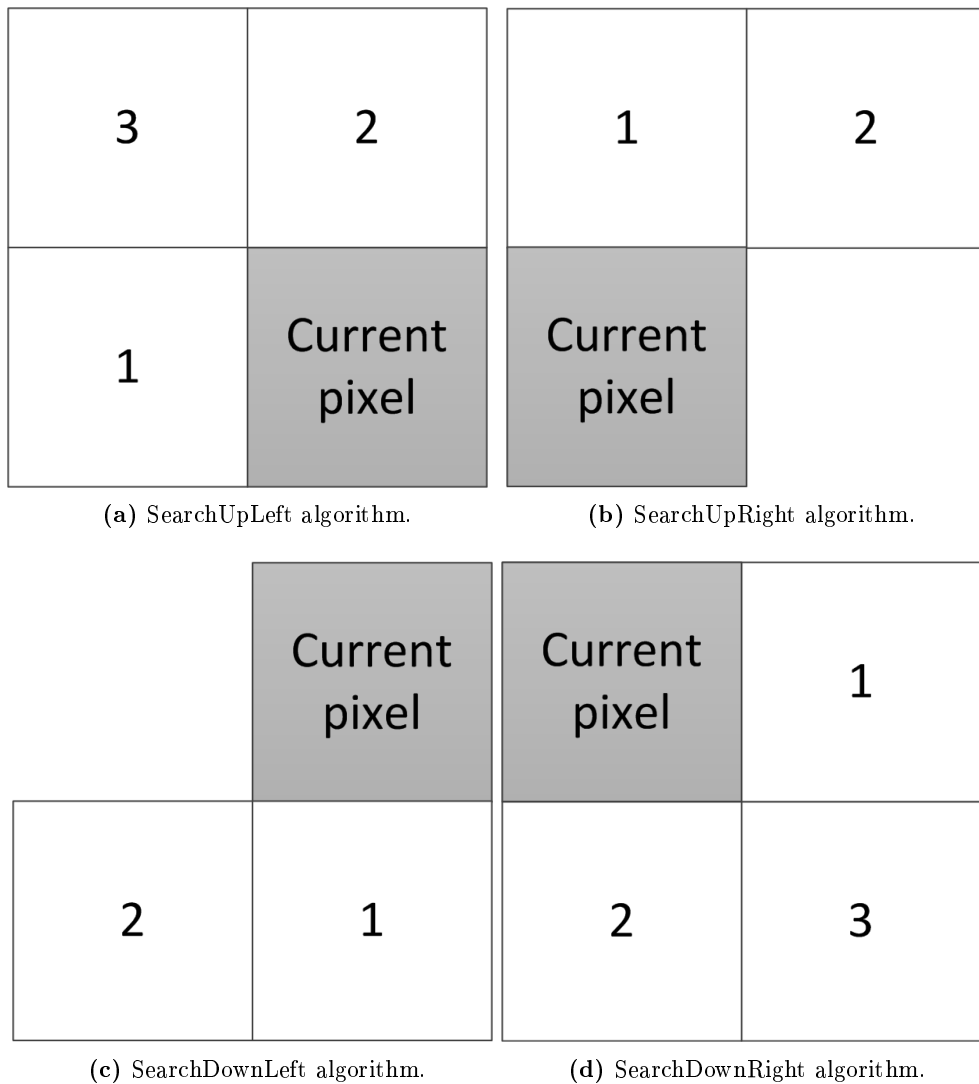 3 2
1 2
1
Current
pixel
Current
pixel
(a) SearchUpLeft algorithm.
(b) SearchUpRight algorithm.
Current
pixel
Current
pixel
1
2 1
2 3
(c) SearchDownLeft algorithm.
(d) SearchDownRight algorithm.